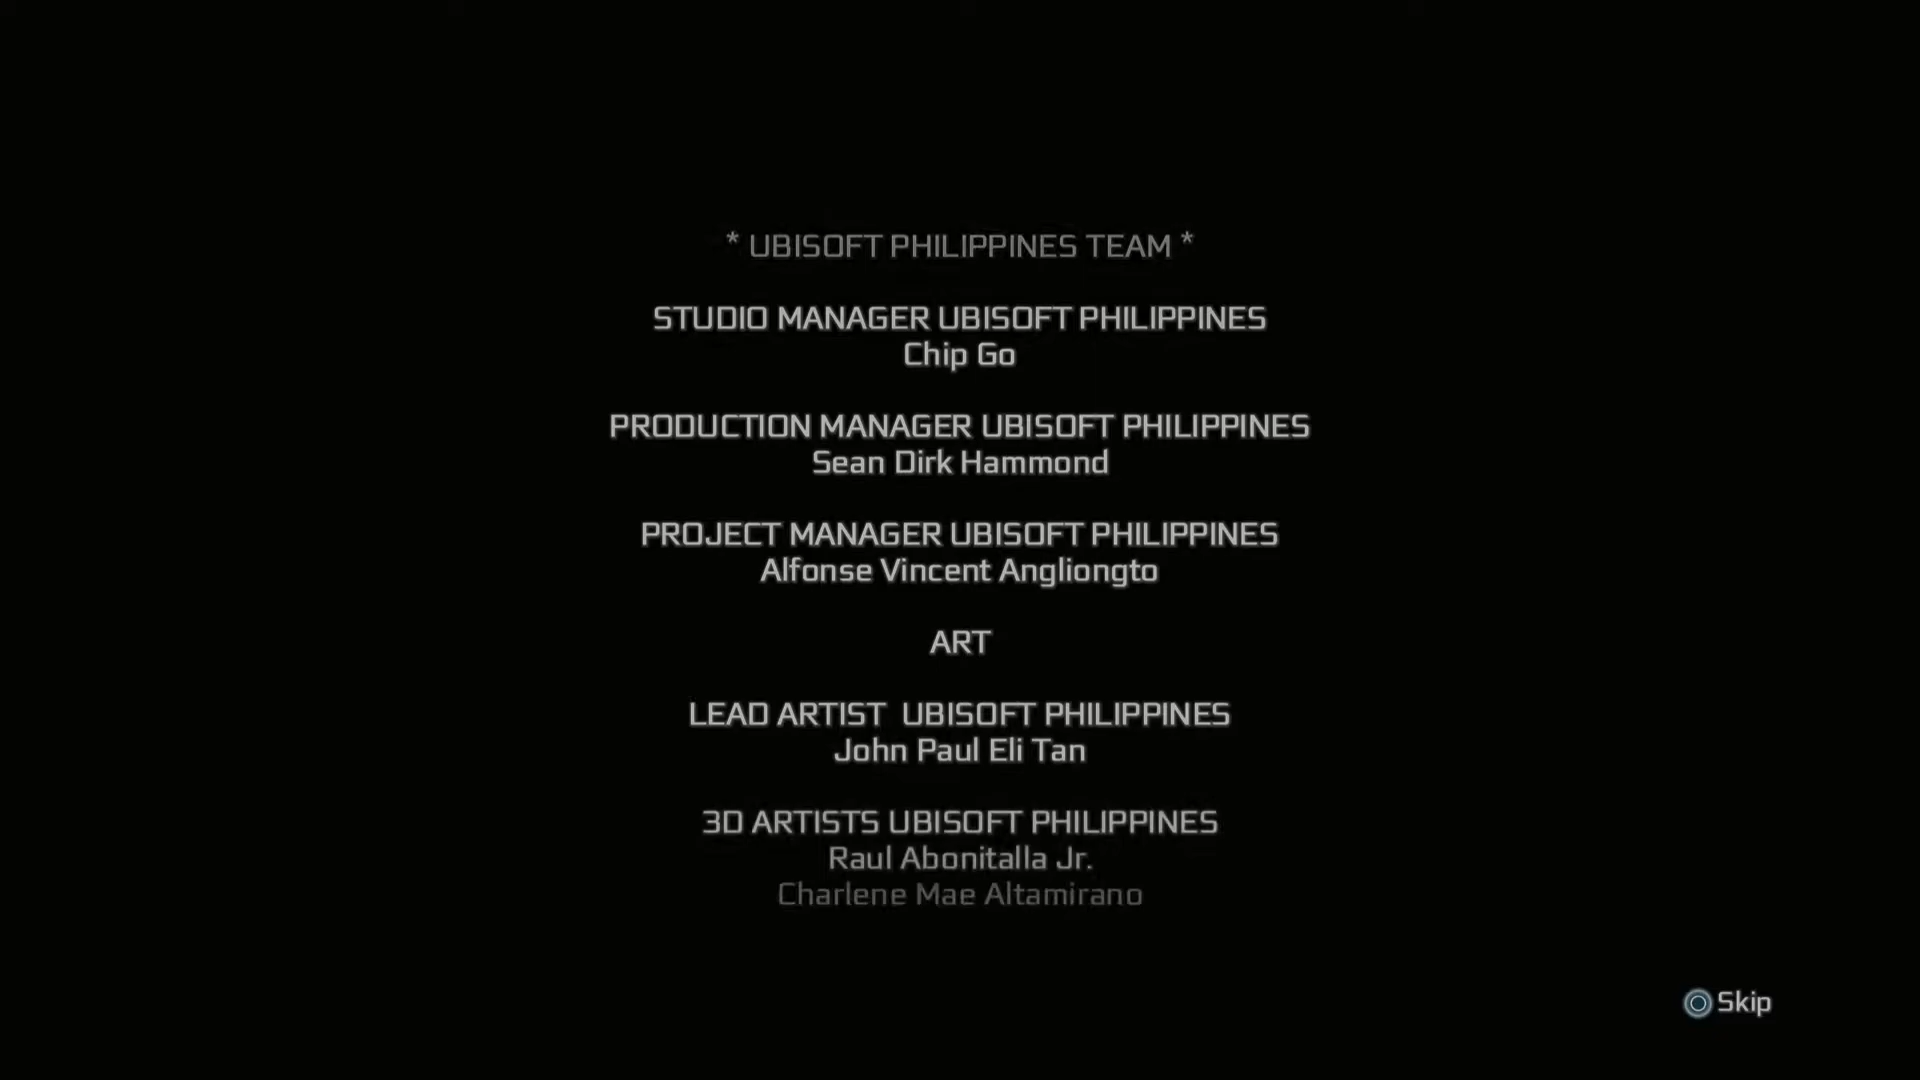 * UBISOFT PHILIPPINES TEAM *
STUDIO MANAGER UBISOFT PHILIPPINES
Chip Go
PRODUCTION MANAGER UBISOFT PHILIPPINES
Sean Dirk Hammond
PROJECT MANAGER UBISOFT PHILIPPINES
Alfonse Vincent Angliongto
ART
LEAD ARTIST  UBISOFT PHILIPPINES
John Paul Eli Tan
3D ARTISTS UBISOFT PHILIPPINES
Raul Abonitalla Jr.
Charlene Mae Altamirano
Skip